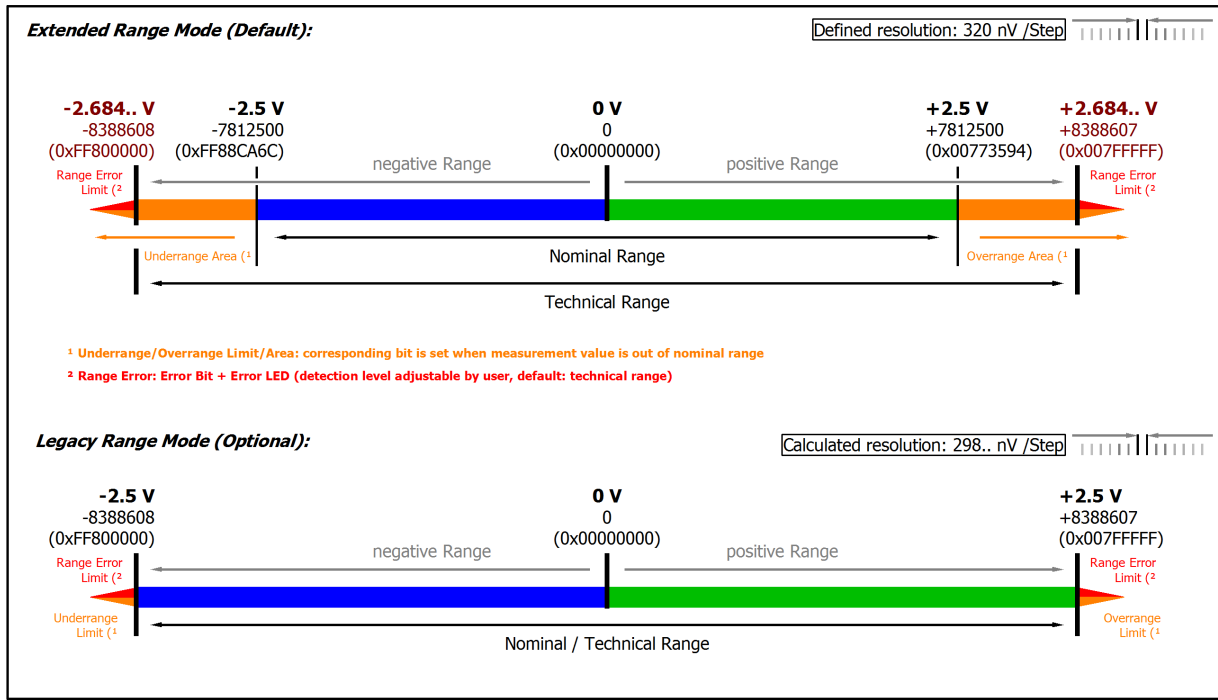 Extended Range Mode (Default):
Defined resolution: 320 nV /Step
-2.684.. V
-8388608
(0xFF800000)
-2.5 V
-7812500
(0xFF88CA6C)
0 V
0
(0x00000000)
+2.5 V
+7812500
(0x00773594)
+2.684.. V
+8388607
(0x007FFFFF)
negative Range
positive Range
Range Error
Limit (²
Range Error
Limit (²
Underrange Area (¹
Nominal Range
Overrange Area (¹
Technical Range
¹ Underrange/Overrange Limit/Area: corresponding bit is set when measurement value is out of nominal range
² Range Error: Error Bit + Error LED (detection level adjustable by user, default: technical range)
Legacy Range Mode (Optional):
Calculated resolution: 298.. nV /Step
-2.5 V
-8388608
(0xFF800000)
0 V
0
(0x00000000)
+2.5 V
+8388607
(0x007FFFFF)
negative Range
positive Range
Range Error
Limit (²
Range Error
Limit (²
Underrange
Limit (¹
Overrange
Limit (¹
Nominal / Technical Range